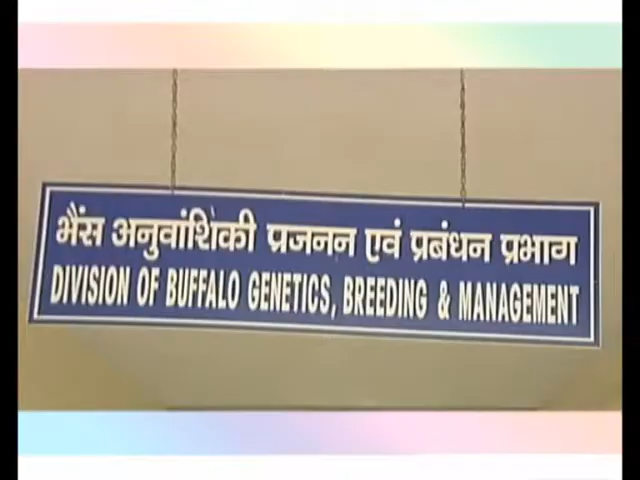 भैंस अनुवांशिकी प्रजनन एवं प्रबंधन प्रभाग
DIVISION OF BUFFALO GENETICS, BREEDING & MANAGEMENT